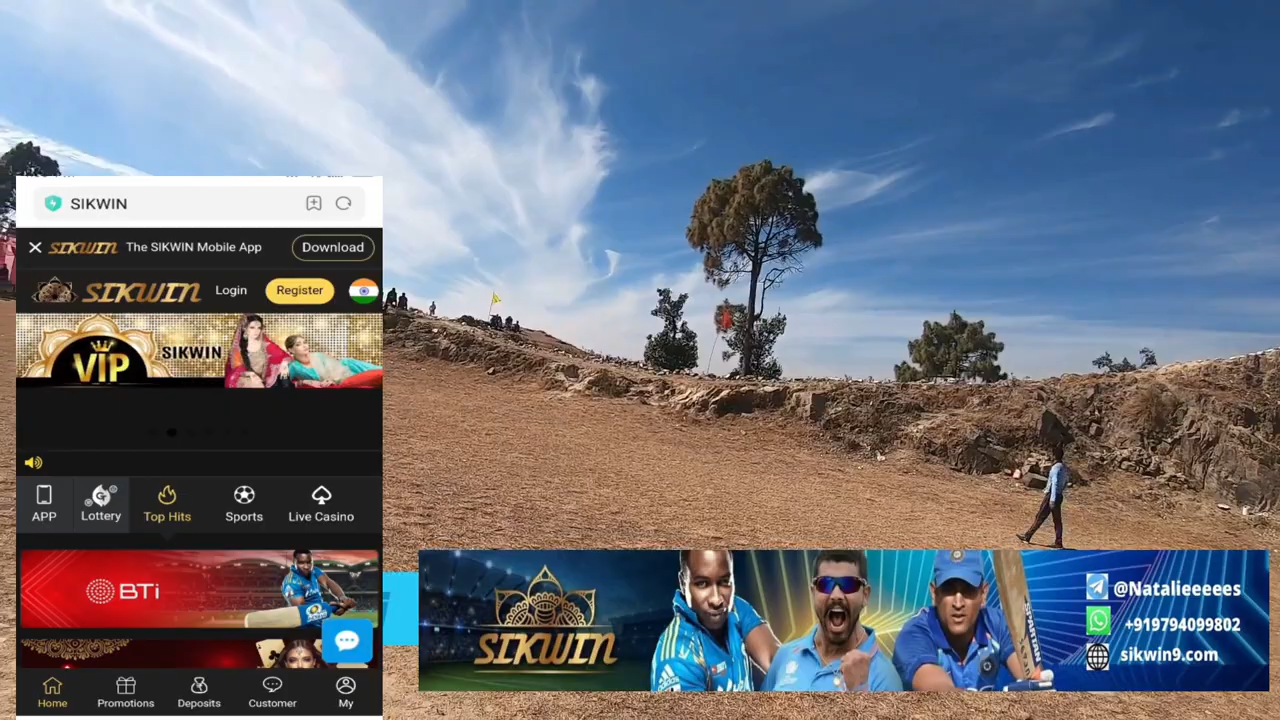 SIKWIN
SIKWIN The SIKWIN Mobile App Download
SIKWIN Login Register
VIP SIKWIN
APP Lottery Top Hits Sports Live Casino
BTi
Home Promotions Deposits Customer My
SIKWIN
SPARTAN
@Natalieeeees
+919794099802
sikwin9.com